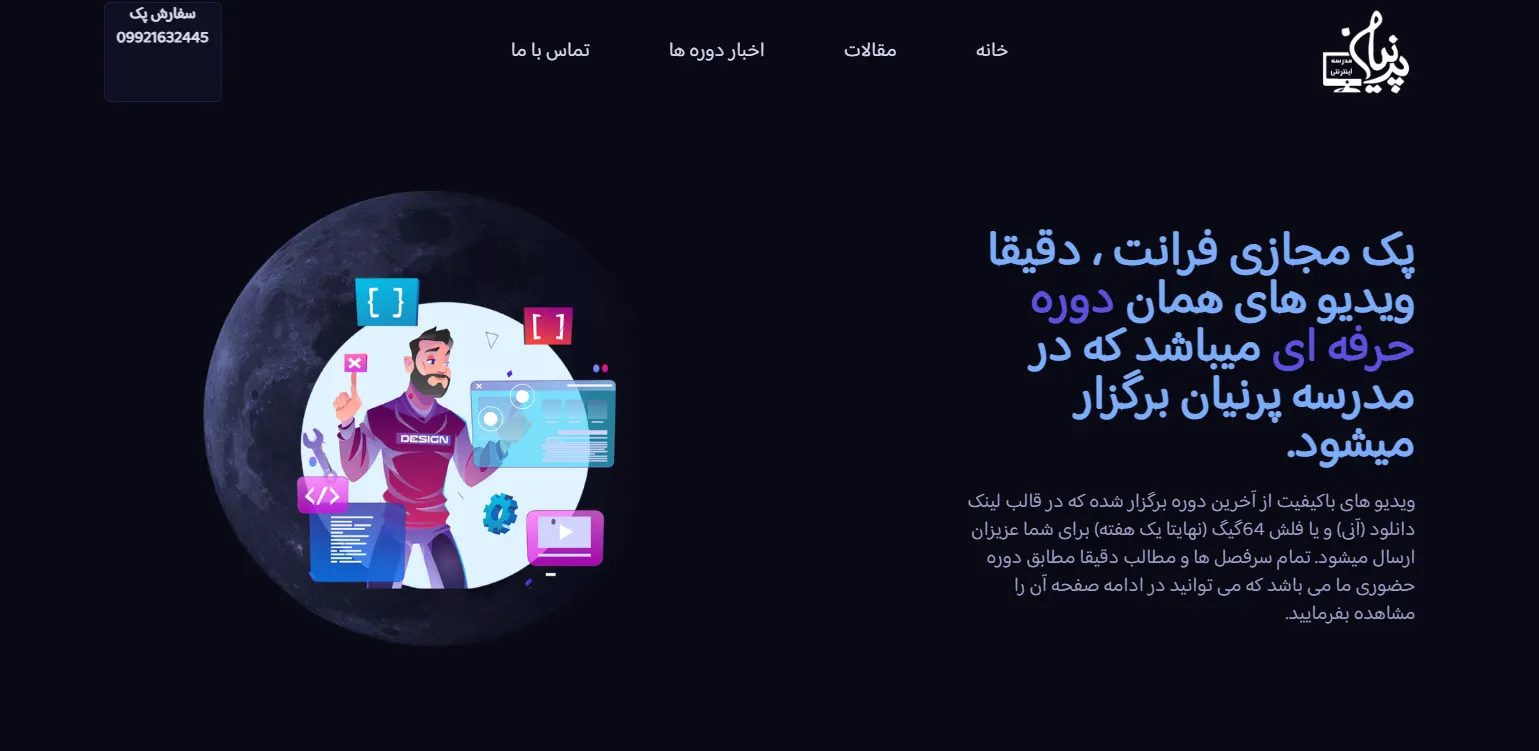 پرنیان
مدرسه
اینترنتی
خانه
مقالات
اخبار دوره ها
تماس با ما
سفارش پک
09921632445
پک مجازی فرانت ، دقیقا
ویدیو های همان دوره
حرفه ای میباشد که در
مدرسه پرنیان برگزار
میشود.
ویدیو های باکیفیت از آخرین دوره برگزار شده که در قالب لینک
دانلود (آنی) و یا فلش 64گیگ (نهایتا یک هفته) برای شما عزیزان
ارسال میشود. تمام سرفصل ها و مطالب دقیقا مطابق دوره
حضوری ما می باشد که می توانید در ادامه صفحه آن را
مشاهده بفرمایید.
{ }
[ ]
DESIGN
</>